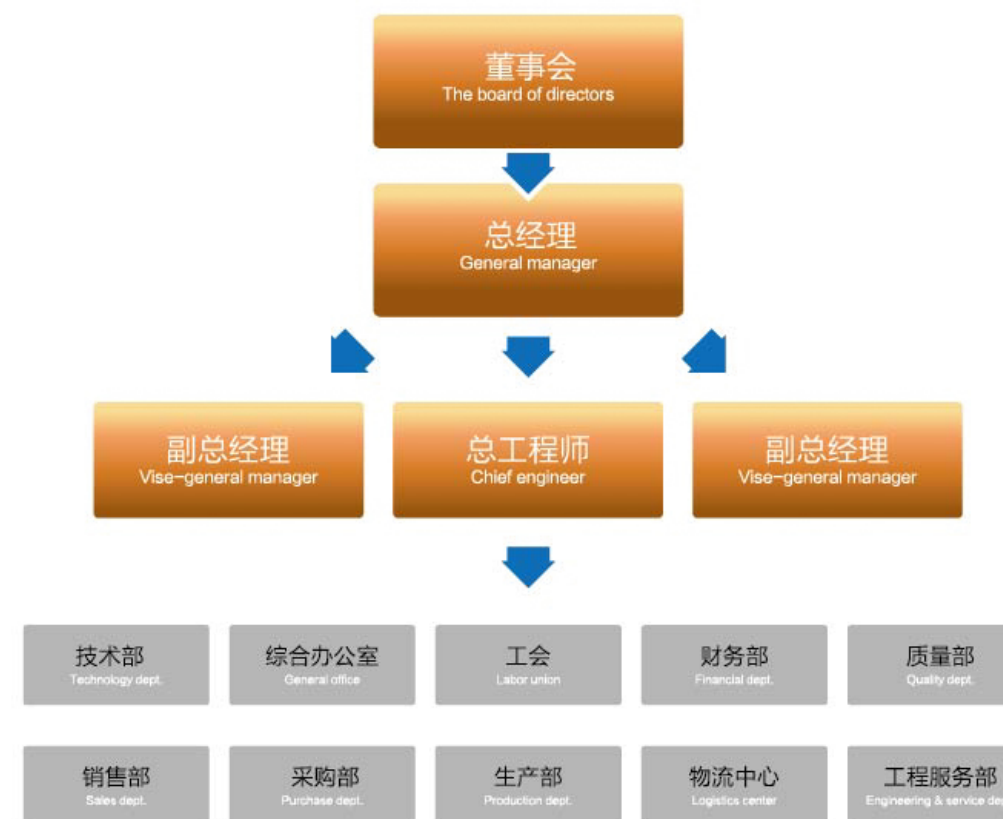 董事会
The board of directors
总经理
General manager
副总经理
Vise-general manager
总工程师
Chief engineer
副总经理
Vise-general manager
技术部
Technology dept.
综合办公室
General office
工会
Labor union
财务部
Financial dept.
质量部
Quality dept.
销售部
Sales dept.
采购部
Purchase dept.
生产部
Production dept.
物流中心
Logistics center
工程服务部
Engineering & service